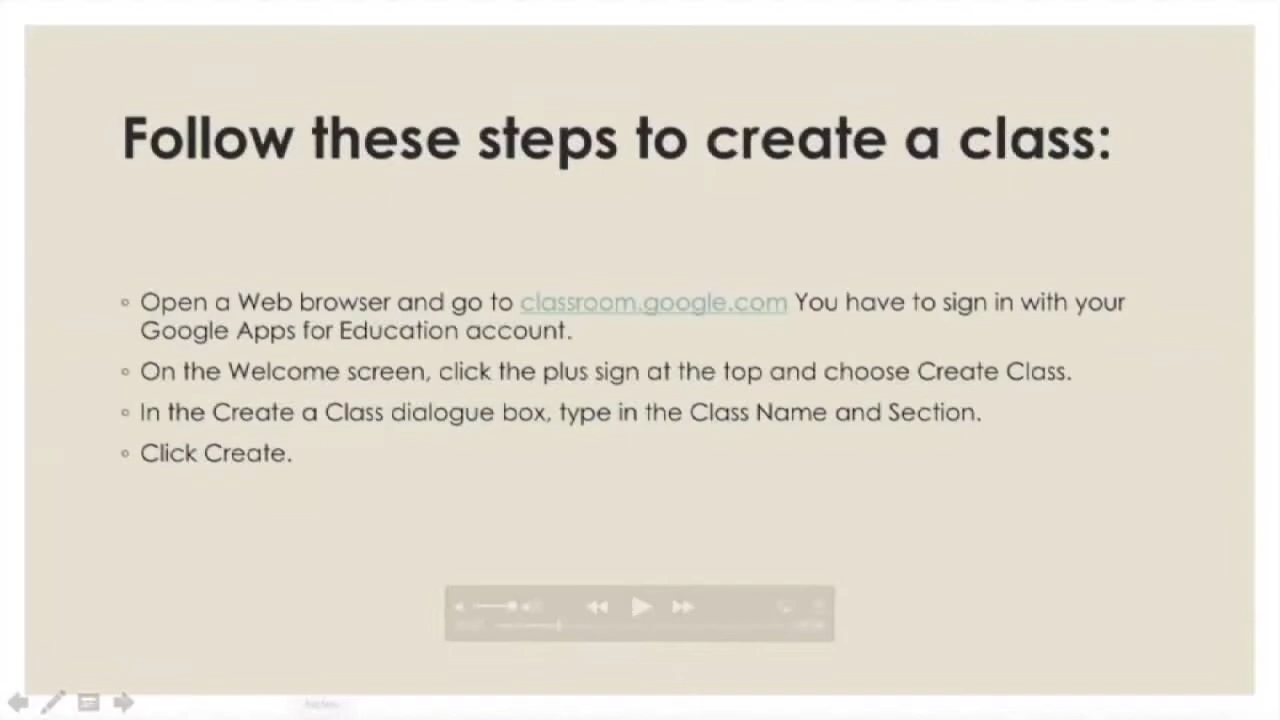 Follow these steps to create a class:
◦ Open a Web browser and go to classroom.google.com You have to sign in with your
Google Apps for Education account.
◦ On the Welcome screen, click the plus sign at the top and choose Create Class.
◦ In the Create a Class dialogue box, type in the Class Name and Section.
◦ Click Create.